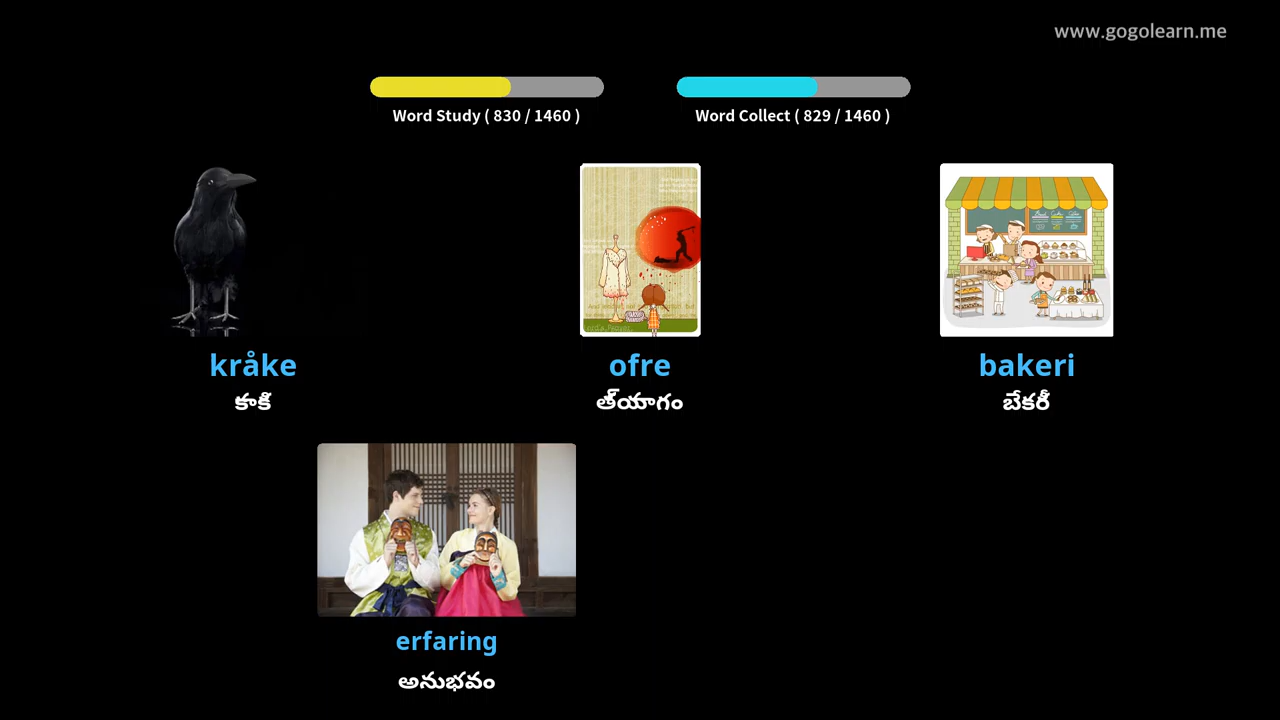 www.gogolearn.me
Word Study ( 830 / 1460 )
Word Collect ( 829 / 1460 )
kråke
ofre
bakeri
కాకి
త్యాగం
బేకరీ
erfaring
అనుభవం